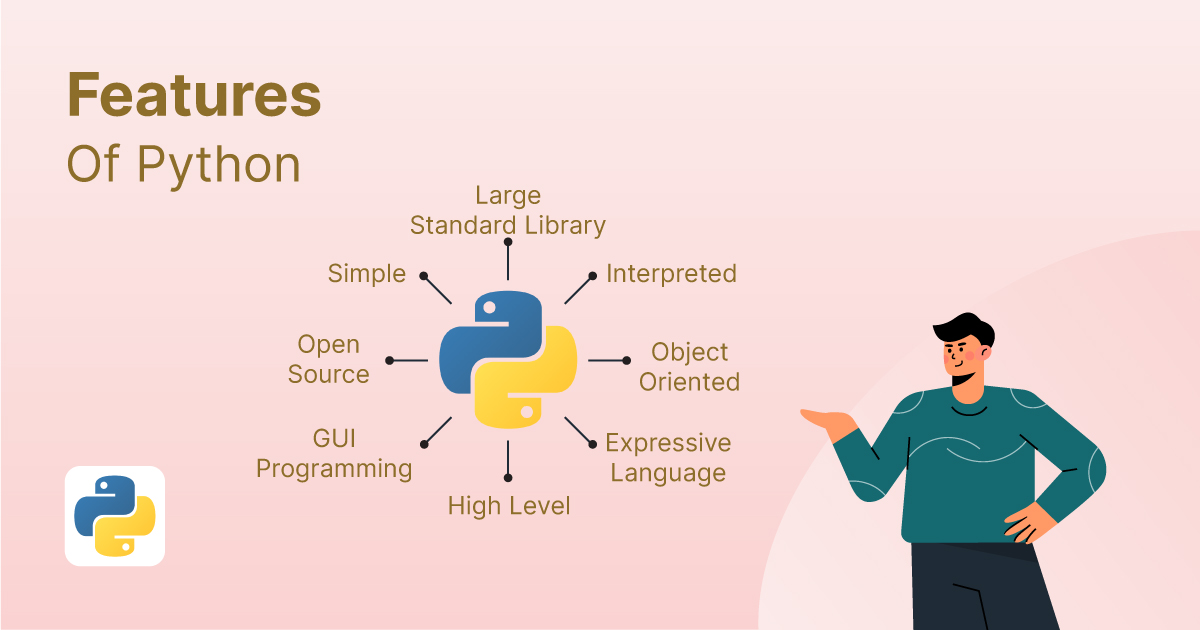 Features
Of Python
Large
Standard Library
Simple
Interpreted
Open
Source
Object
Oriented
GUI
Programming
Expressive
Language
High Level